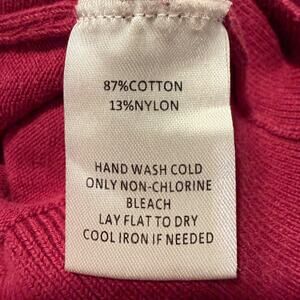 87%COTTON
13%NYLON
HAND WASH COLD
ONLY NON-CHLORINE
BLEACH
LAY FLAT TO DRY
COOL IRON IF NEEDED